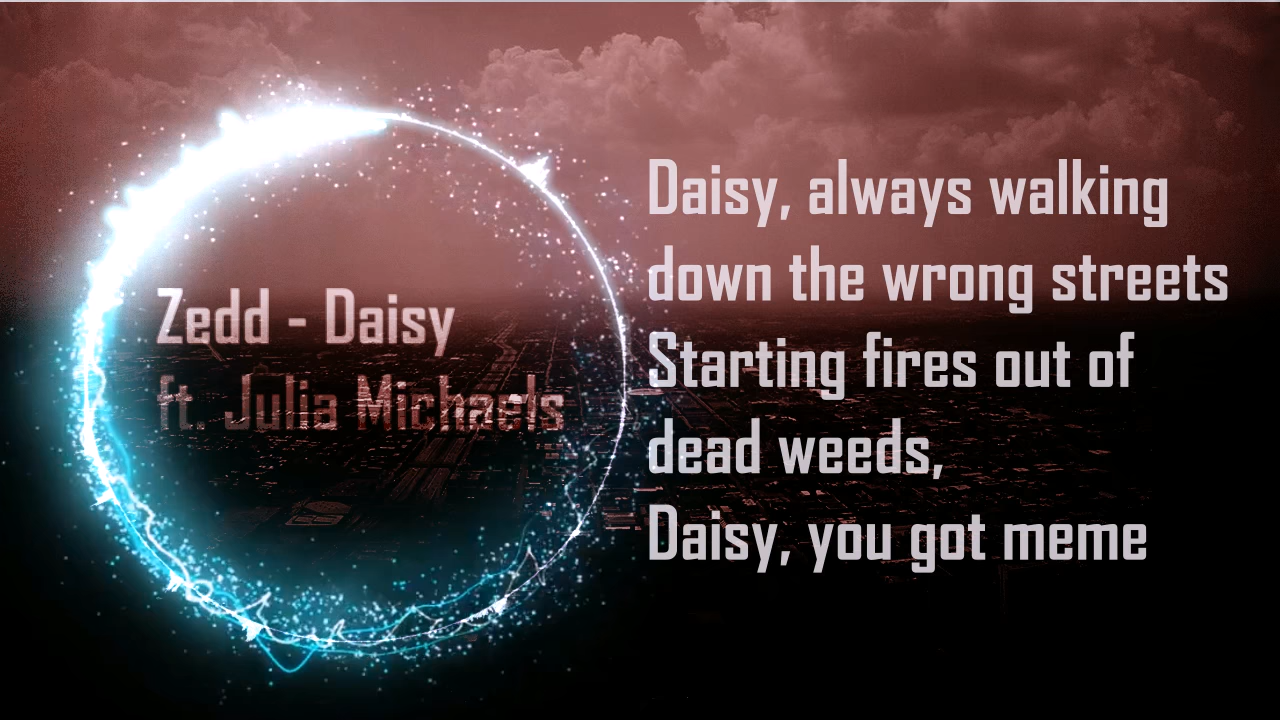 Zedd - Daisy
ft. Julia Michaels
Daisy, always walking
down the wrong streets
Starting fires out of
dead weeds,
Daisy, you got meme